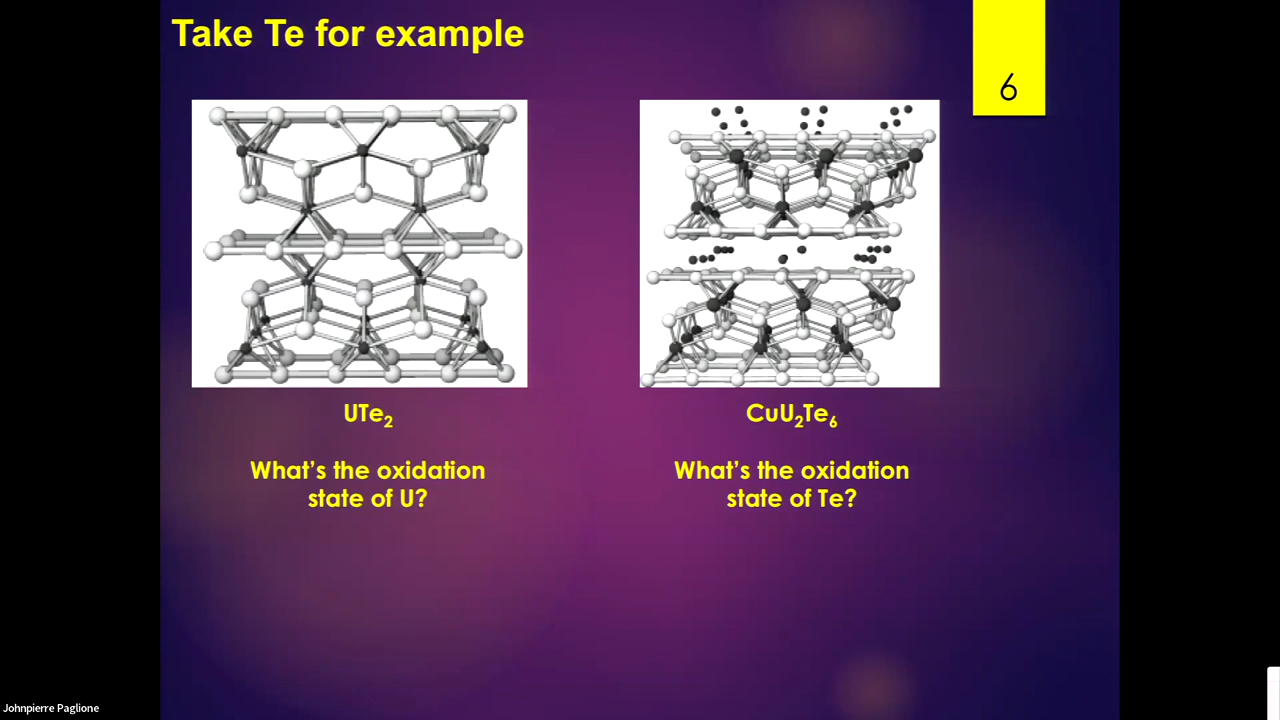 Take Te for example
6
UTe₂
What's the oxidation
state of U?
CuU₂Te₆
What's the oxidation
state of Te?
Johnpierre Paglione